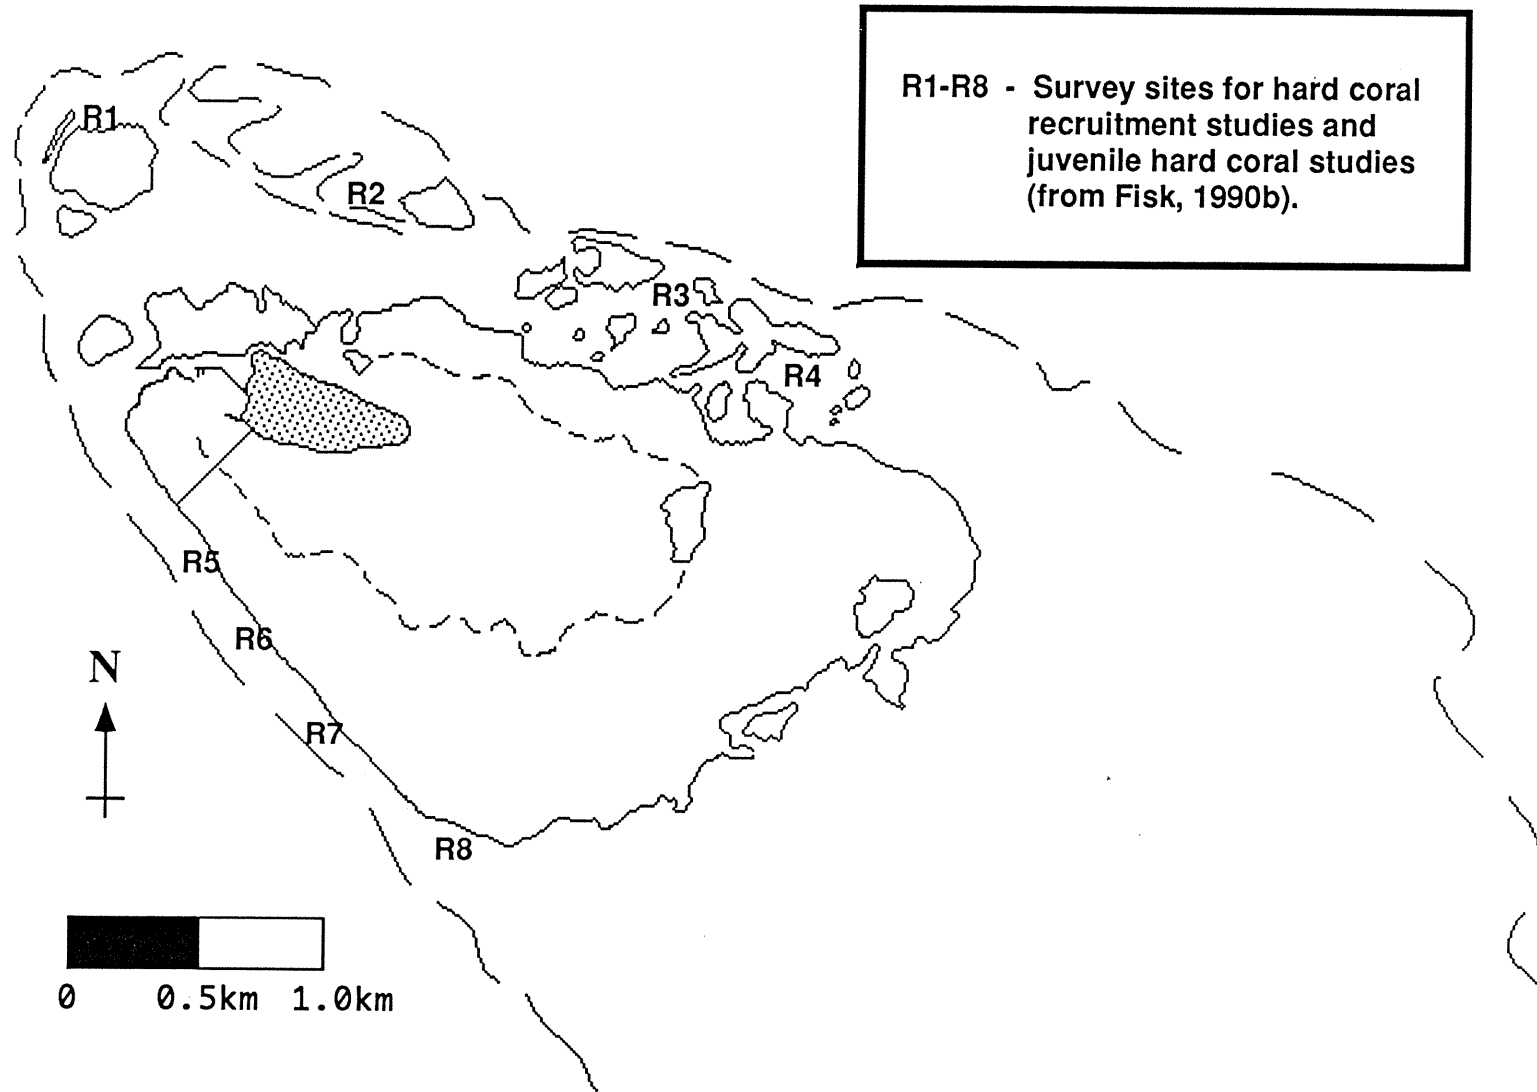 R1-R8 - Survey sites for hard coral
recruitment studies and
juvenile hard coral studies
(from Fisk, 1990b).
R1
R2
R3
R4
R5
R6
N
R7
R8
0 0.5km 1.0km